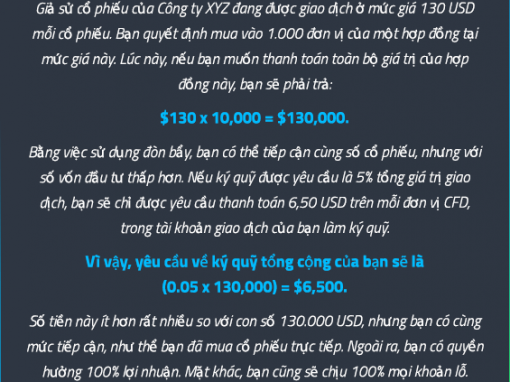 Giả sử cổ phiếu của Công ty XYZ đang được giao dịch ở mức giá 130 USD
mỗi cổ phiếu. Bạn quyết định mua vào 1.000 đơn vị của một hợp đồng tại
mức giá này. Lúc này, nếu bạn muốn thanh toán toàn bộ giá trị của hợp
đồng này, bạn sẽ phải trả:
$130 x 10,000 = $130,000.
Bằng việc sử dụng đòn bẩy, bạn có thể tiếp cận cùng số cổ phiếu, nhưng với
số vốn đầu tư thấp hơn. Nếu ký quỹ được yêu cầu là 5% tổng giá trị giao
dịch, bạn sẽ chỉ được yêu cầu thanh toán 6,50 USD trên mỗi đơn vị CFD,
trong tài khoản giao dịch của bạn làm ký quỹ.
Vì vậy, yêu cầu về ký quỹ tổng cộng của bạn sẽ là
(0.05 x 130,000) = $6,500.
Số tiền này ít hơn rất nhiều so với con số 130.000 USD, nhưng bạn có cùng
mức tiếp cận, như thể bạn đã mua cổ phiếu trực tiếp. Ngoài ra, bạn có quyền
hưởng 100% lợi nhuận. Mặt khác, bạn cũng sẽ chịu 100% mọi khoản lỗ.